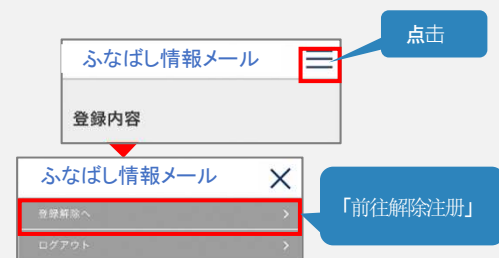 点击
ふなばし情報メール
登録内容
ふなばし情報メール
登録解除へ
「前往解除注册」
ログアウト